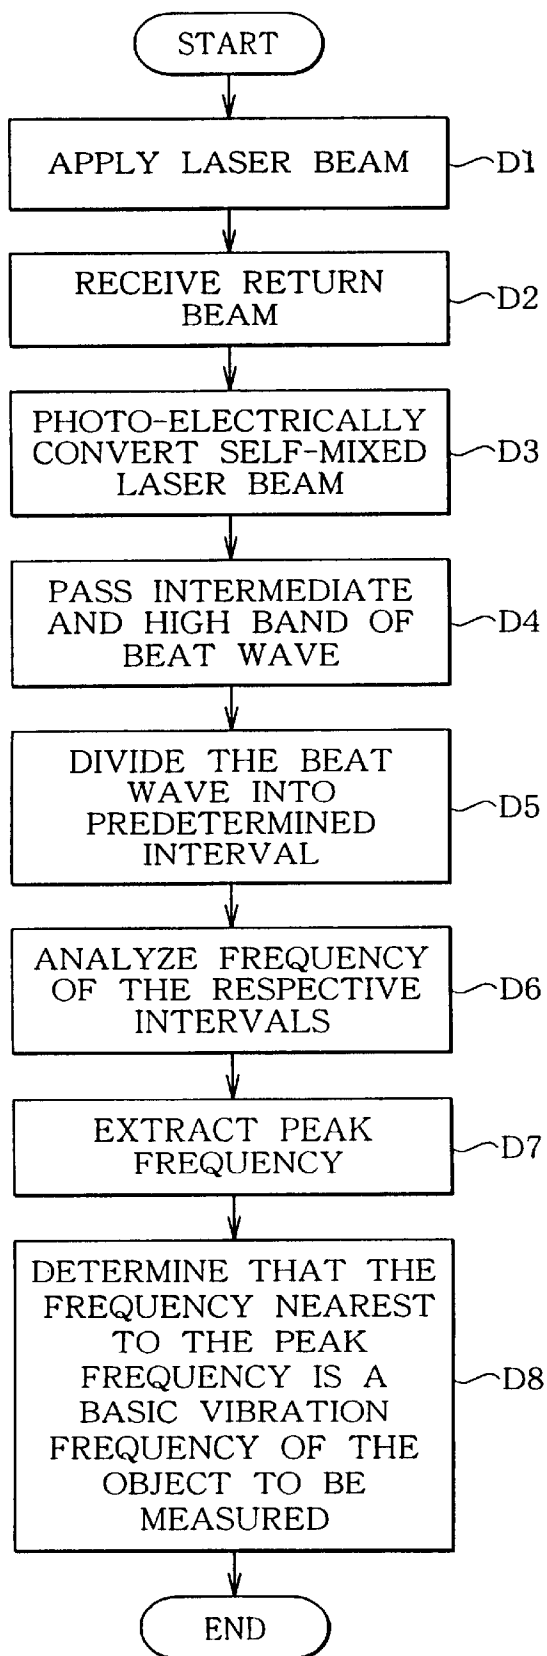 START
APPLY LASER BEAM
D1
RECEIVE RETURN
BEAM
D2
PHOTO-ELECTRICALLY
CONVERT SELF-MIXED
LASER BEAM
D3
PASS INTERMEDIATE
AND HIGH BAND OF
BEAT WAVE
D4
DIVIDE THE BEAT
WAVE INTO
PREDETERMINED
INTERVAL
D5
ANALYZE FREQUENCY
OF THE RESPECTIVE
INTERVALS
D6
EXTRACT PEAK
FREQUENCY
D7
DETERMINE THAT THE
FREQUENCY NEAREST
TO THE PEAK
FREQUENCY IS A
BASIC VIBRATION
FREQUENCY OF THE
OBJECT TO BE
MEASURED
D8
END